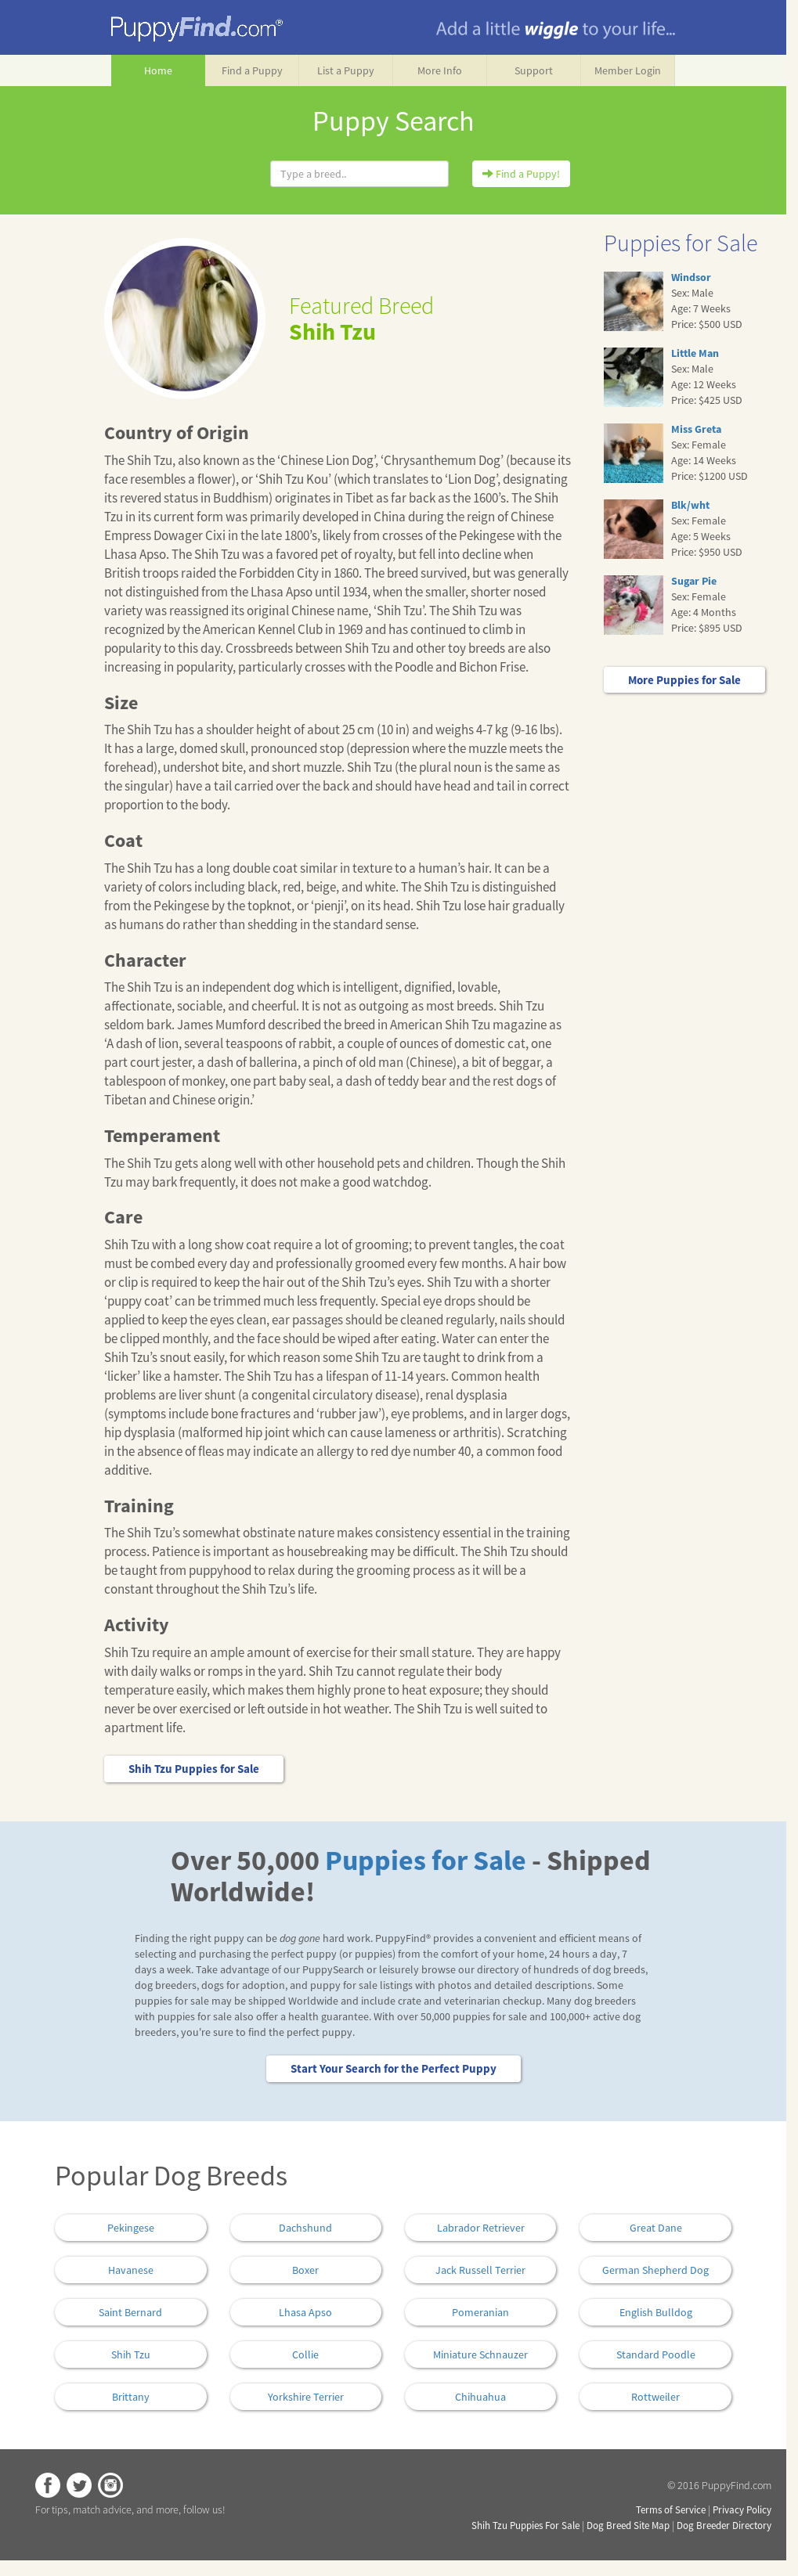 PuppyFind.com®
Add a little wiggle to your life...
Home
Find a Puppy
List a Puppy
More Info
Support
Member Login
Puppy Search
Type a breed..
Find a Puppy!
Featured Breed
Shih Tzu
Country of Origin
The Shih Tzu, also known as the ‘Chinese Lion Dog’, ‘Chrysanthemum Dog’ (because its
face resembles a flower), or ‘Shih Tzu Kou’ (which translates to ‘Lion Dog’, designating
its revered status in Buddhism) originates in Tibet as far back as the 1600’s. The Shih
Tzu in its current form was primarily developed in China during the reign of Chinese
Empress Dowager Cixi in the late 1800’s, likely from crosses of the Pekingese with the
Lhasa Apso. The Shih Tzu was a favored pet of royalty, but fell into decline when
British troops raided the Forbidden City in 1860. The breed survived, but was generally
not distinguished from the Lhasa Apso until 1934, when the smaller, shorter nosed
variety was reassigned its original Chinese name, ‘Shih Tzu’. The Shih Tzu was
recognized by the American Kennel Club in 1969 and has continued to climb in
popularity to this day. Crossbreeds between Shih Tzu and other toy breeds are also
increasing in popularity, particularly crosses with the Poodle and Bichon Frise.
Size
The Shih Tzu has a shoulder height of about 25 cm (10 in) and weighs 4-7 kg (9-16 lbs).
It has a large, domed skull, pronounced stop (depression where the muzzle meets the
forehead), undershot bite, and short muzzle. Shih Tzu (the plural noun is the same as
the singular) have a tail carried over the back and should have head and tail in correct
proportion to the body.
Coat
The Shih Tzu has a long double coat similar in texture to a human’s hair. It can be a
variety of colors including black, red, beige, and white. The Shih Tzu is distinguished
from the Pekingese by the topknot, or ‘pienji’, on its head. Shih Tzu lose hair gradually
as humans do rather than shedding in the standard sense.
Character
The Shih Tzu is an independent dog which is intelligent, dignified, lovable,
affectionate, sociable, and cheerful. It is not as outgoing as most breeds. Shih Tzu
seldom bark. James Mumford described the breed in American Shih Tzu magazine as
‘A dash of lion, several teaspoons of rabbit, a couple of ounces of domestic cat, one
part court jester, a dash of ballerina, a pinch of old man (Chinese), a bit of beggar, a
tablespoon of monkey, one part baby seal, a dash of teddy bear and the rest dogs of
Tibetan and Chinese origin.’
Temperament
The Shih Tzu gets along well with other household pets and children. Though the Shih
Tzu may bark frequently, it does not make a good watchdog.
Care
Shih Tzu with a long show coat require a lot of grooming; to prevent tangles, the coat
must be combed every day and professionally groomed every few months. A hair bow
or clip is required to keep the hair out of the Shih Tzu’s eyes. Shih Tzu with a shorter
‘puppy coat’ can be trimmed much less frequently. Special eye drops should be
applied to keep the eyes clean, ear passages should be cleaned regularly, nails should
be clipped monthly, and the face should be wiped after eating. Water can enter the
Shih Tzu’s snout easily, for which reason some Shih Tzu are taught to drink from a
‘licker’ like a hamster. The Shih Tzu has a lifespan of 11-14 years. Common health
problems are liver shunt (a congenital circulatory disease), renal dysplasia
(symptoms include bone fractures and ‘rubber jaw’), eye problems, and in larger dogs,
hip dysplasia (malformed hip joint which can cause lameness or arthritis). Scratching
in the absence of fleas may indicate an allergy to red dye number 40, a common food
additive.
Training
The Shih Tzu’s somewhat obstinate nature makes consistency essential in the training
process. Patience is important as housebreaking may be difficult. The Shih Tzu should
be taught from puppyhood to relax during the grooming process as it will be a
constant throughout the Shih Tzu’s life.
Activity
Shih Tzu require an ample amount of exercise for their small stature. They are happy
with daily walks or romps in the yard. Shih Tzu cannot regulate their body
temperature easily, which makes them highly prone to heat exposure; they should
never be over exercised or left outside in hot weather. The Shih Tzu is well suited to
apartment life.
Shih Tzu Puppies for Sale
Puppies for Sale
Windsor
Sex: Male
Age: 7 Weeks
Price: $500 USD
Little Man
Sex: Male
Age: 12 Weeks
Price: $425 USD
Miss Greta
Sex: Female
Age: 14 Weeks
Price: $1200 USD
Blk/wht
Sex: Female
Age: 5 Weeks
Price: $950 USD
Sugar Pie
Sex: Female
Age: 4 Months
Price: $895 USD
More Puppies for Sale
Over 50,000 Puppies for Sale - Shipped
Worldwide!
Finding the right puppy can be dog gone hard work. PuppyFind® provides a convenient and efficient means of
selecting and purchasing the perfect puppy (or puppies) from the comfort of your home, 24 hours a day, 7
days a week. Take advantage of our PuppySearch or leisurely browse our directory of hundreds of dog breeds,
dog breeders, dogs for adoption, and puppy for sale listings with photos and detailed descriptions. Some
puppies for sale may be shipped Worldwide and include crate and veterinarian checkup. Many dog breeders
with puppies for sale also offer a health guarantee. With over 50,000 puppies for sale and 100,000+ active dog
breeders, you're sure to find the perfect puppy.
Start Your Search for the Perfect Puppy
Popular Dog Breeds
Pekingese
Dachshund
Labrador Retriever
Great Dane
Havanese
Boxer
Jack Russell Terrier
German Shepherd Dog
Saint Bernard
Lhasa Apso
Pomeranian
English Bulldog
Shih Tzu
Collie
Miniature Schnauzer
Standard Poodle
Brittany
Yorkshire Terrier
Chihuahua
Rottweiler
For tips, match advice, and more, follow us!
© 2016 PuppyFind.com
Terms of Service | Privacy Policy
Shih Tzu Puppies For Sale | Dog Breed Site Map | Dog Breeder Directory